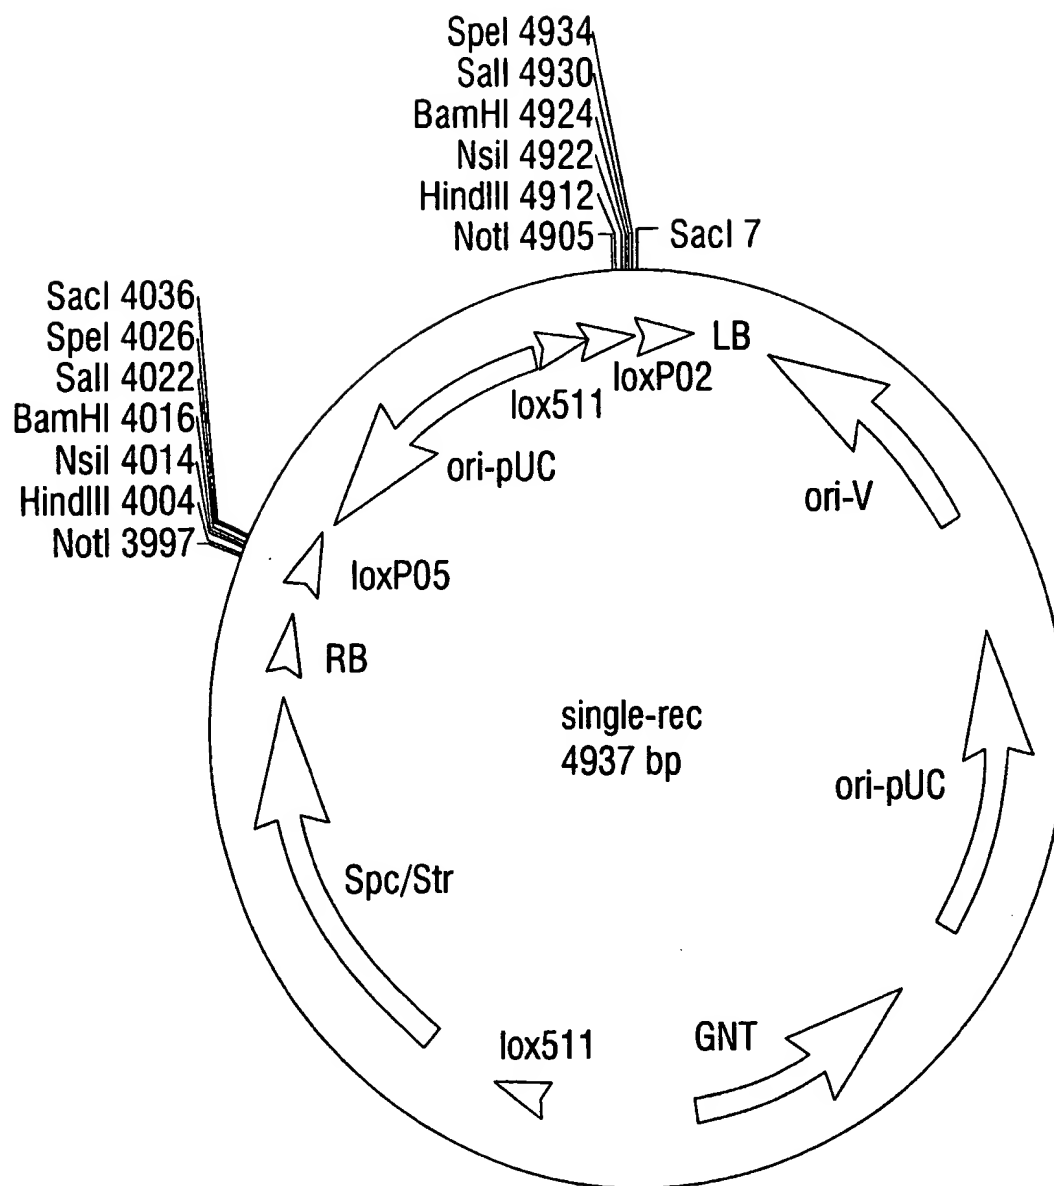 SpeI 4934
SalI 4930
BamHI 4924
NsiI 4922
HindIII 4912
NotI 4905
SacI 7
SacI 4036
SpeI 4026
SalI 4022
BamHI 4016
NsiI 4014
HindIII 4004
NotI 3997
LB
loxP02
lox511
ori-pUC
ori-V
loxP05
RB
single-rec
4937 bp
ori-pUC
Spc/Str
GNT
lox511